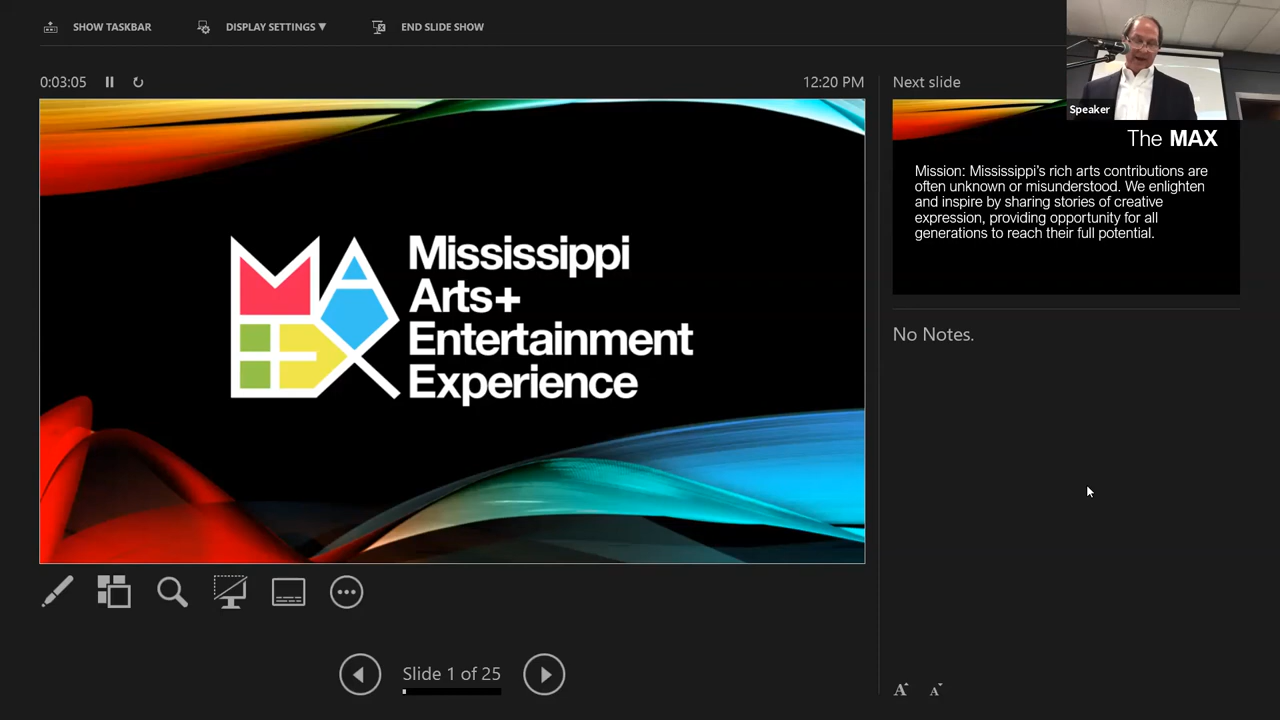 SHOW TASKBAR
DISPLAY SETTINGS ▼
END SLIDE SHOW
0:03:05
12:20 PM
Next slide
Speaker
MAEX
Mississippi
Arts+
Entertainment
Experience
The MAX
Mission: Mississippi's rich arts contributions are
often unknown or misunderstood. We enlighten
and inspire by sharing stories of creative
expression, providing opportunity for all
generations to reach their full potential.
No Notes.
Slide 1 of 25
A
A